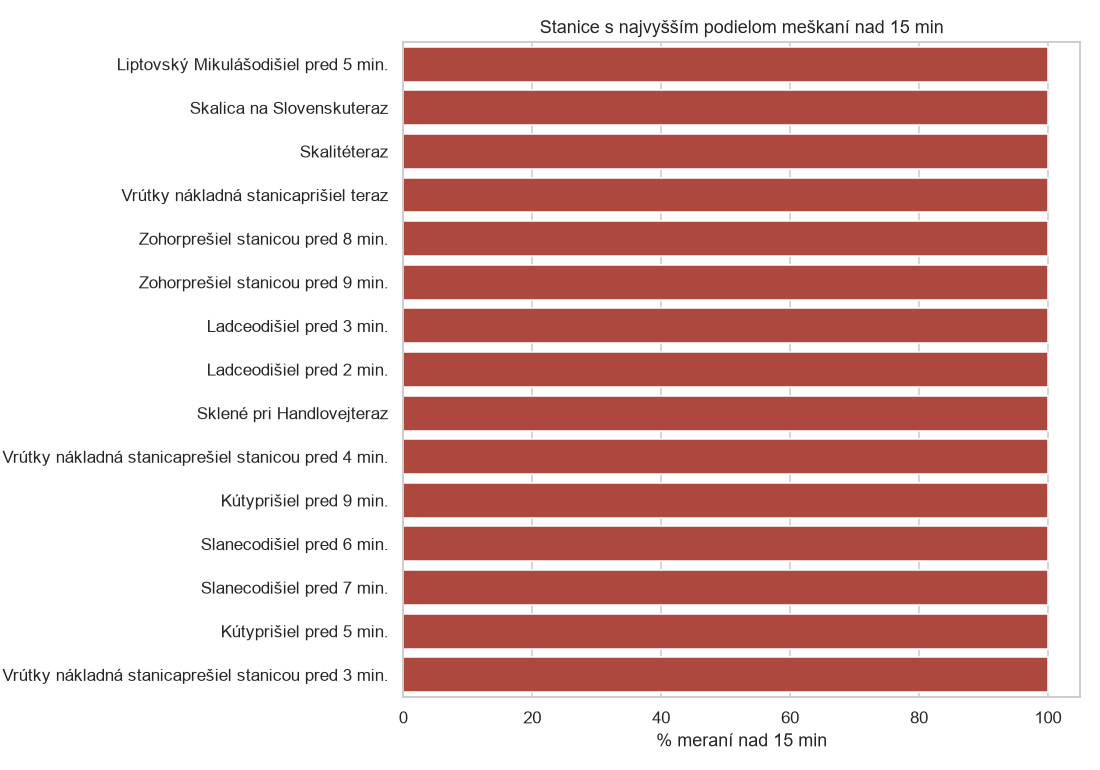 Stanice s najvyšším podielom meškaní nad 15 min
Liptovský Mikulášodišiel pred 5 min.
Skalica na Slovenskuteraz
Skalitéteraz
Vrútky nákladná stanicaprišiel teraz
Zohorprešiel stanicou pred 8 min.
Zohorprešiel stanicou pred 9 min.
Ladceodišiel pred 3 min.
Ladceodišiel pred 2 min.
Sklené pri Handlovejteraz
Vrútky nákladná stanicaprešiel stanicou pred 4 min.
Kútyprišiel pred 9 min.
Slanecodišiel pred 6 min.
Slanecodišiel pred 7 min.
Kútyprišiel pred 5 min.
Vrútky nákladná stanicaprešiel stanicou pred 3 min.
0 20 40 60 80 100
% meraní nad 15 min